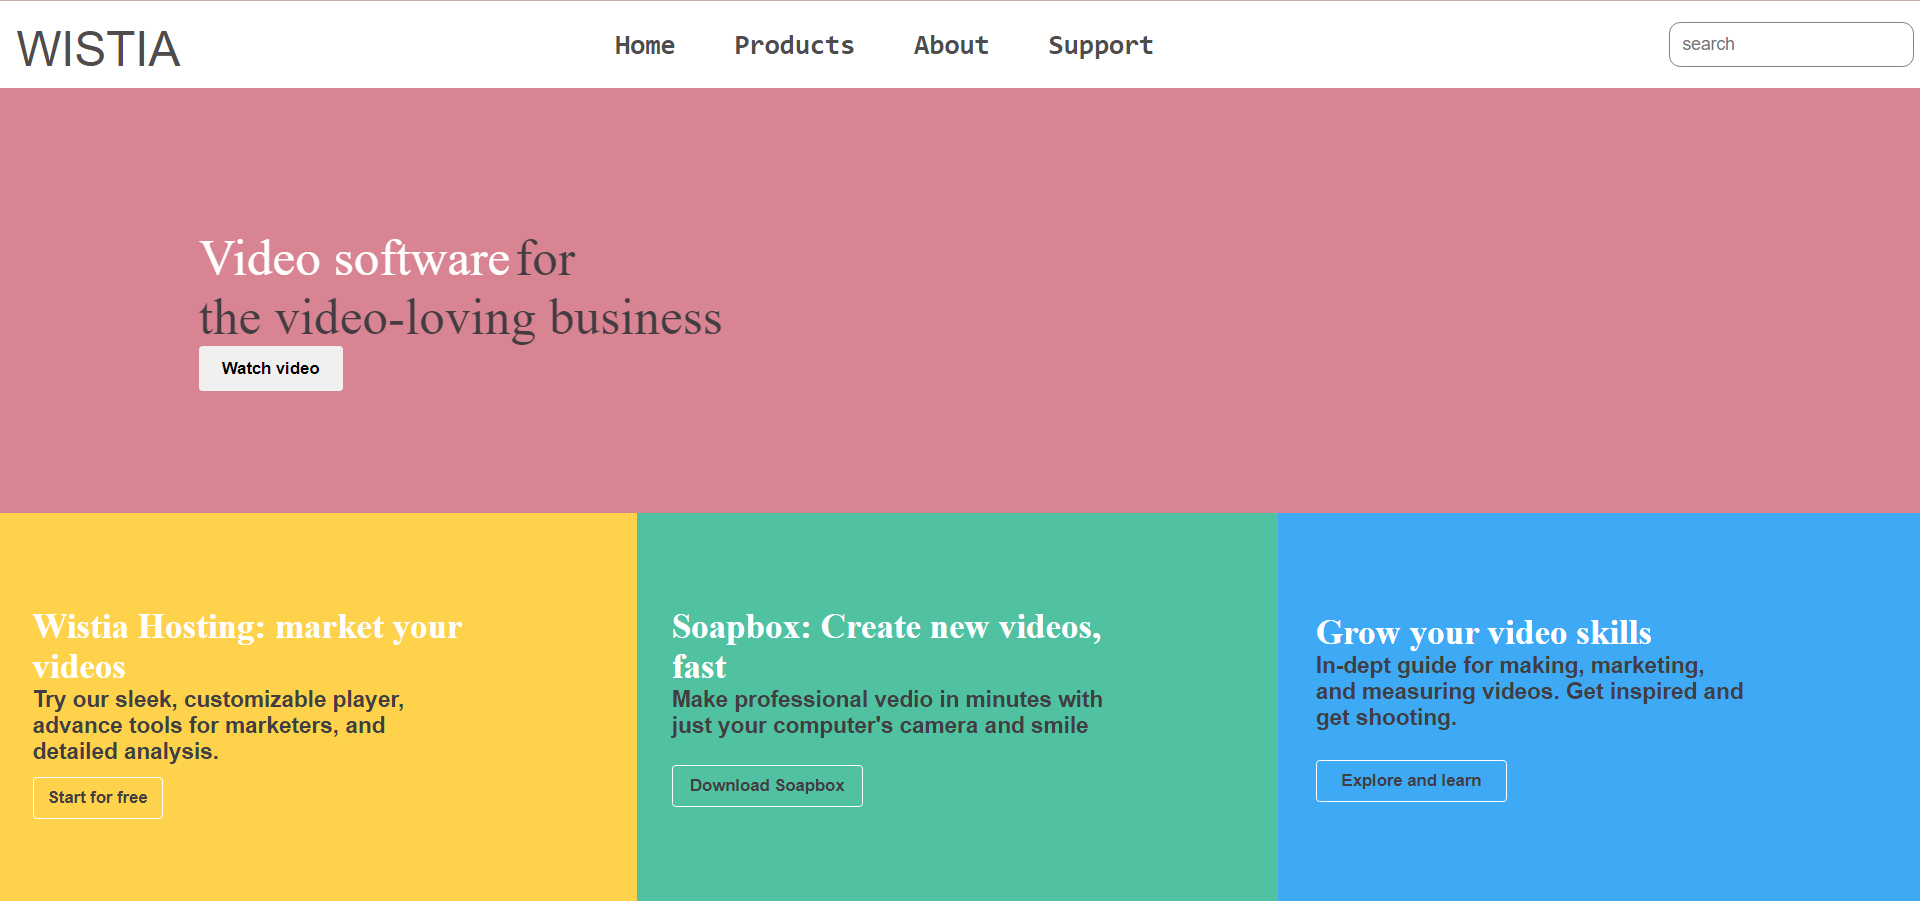 WISTIA
Home Products About Support
search
Video software for
the video-loving business
Watch video
Wistia Hosting: market your
videos
Try our sleek, customizable player,
advance tools for marketers, and
detailed analysis.
Start for free
Soapbox: Create new videos,
fast
Make professional vedio in minutes with
just your computer's camera and smile
Download Soapbox
Grow your video skills
In-dept guide for making, marketing,
and measuring videos. Get inspired and
get shooting.
Explore and learn